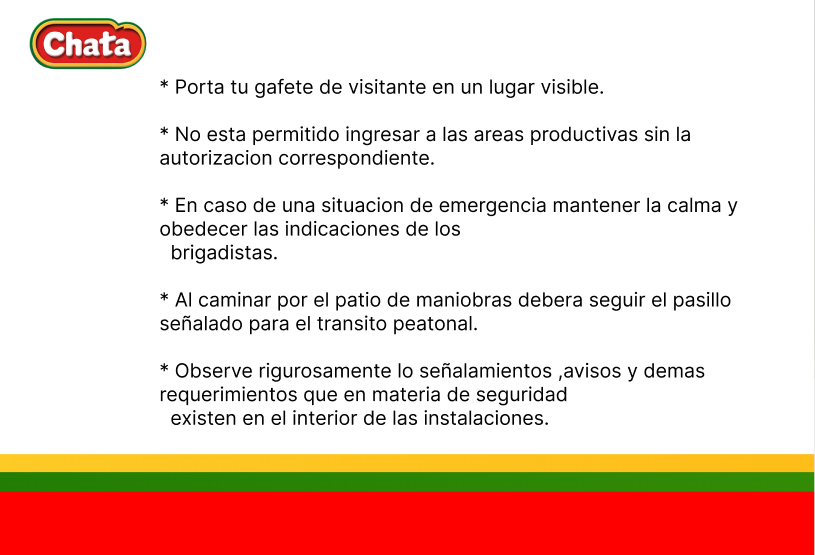 Chata
* Porta tu gafete de visitante en un lugar visible.
* No esta permitido ingresar a las areas productivas sin la
autorizacion correspondiente.
* En caso de una situacion de emergencia mantener la calma y
obedecer las indicaciones de los
brigadistas.
* Al caminar por el patio de maniobras debera seguir el pasillo
señalado para el transito peatonal.
* Observe rigurosamente lo señalamientos ,avisos y demas
requerimientos que en materia de seguridad
existen en el interior de las instalaciones.